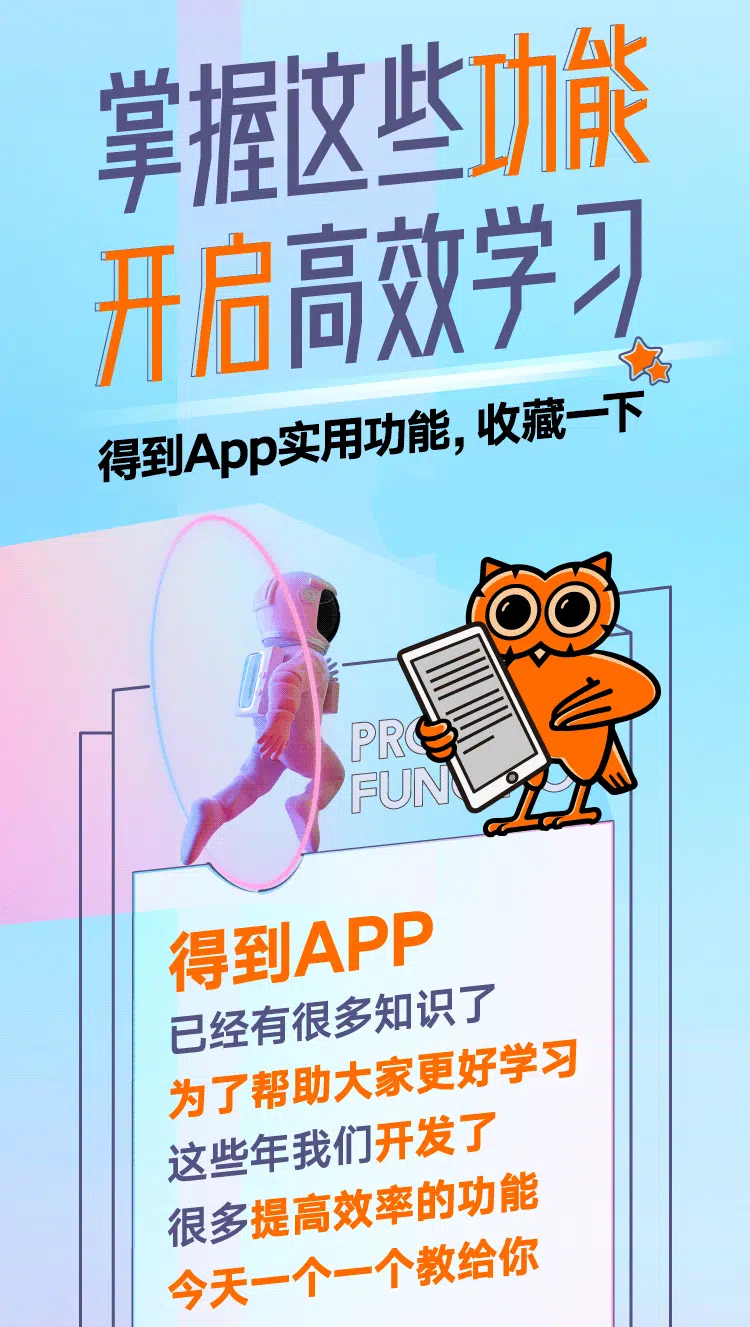 掌握这些功能
开启高效学习
得到App实用功能，收藏一下
得到APP
已经有很多知识了
为了帮助大家更好学习
这些年我们开发了
很多提高效率的功能
今天一个一个教给你